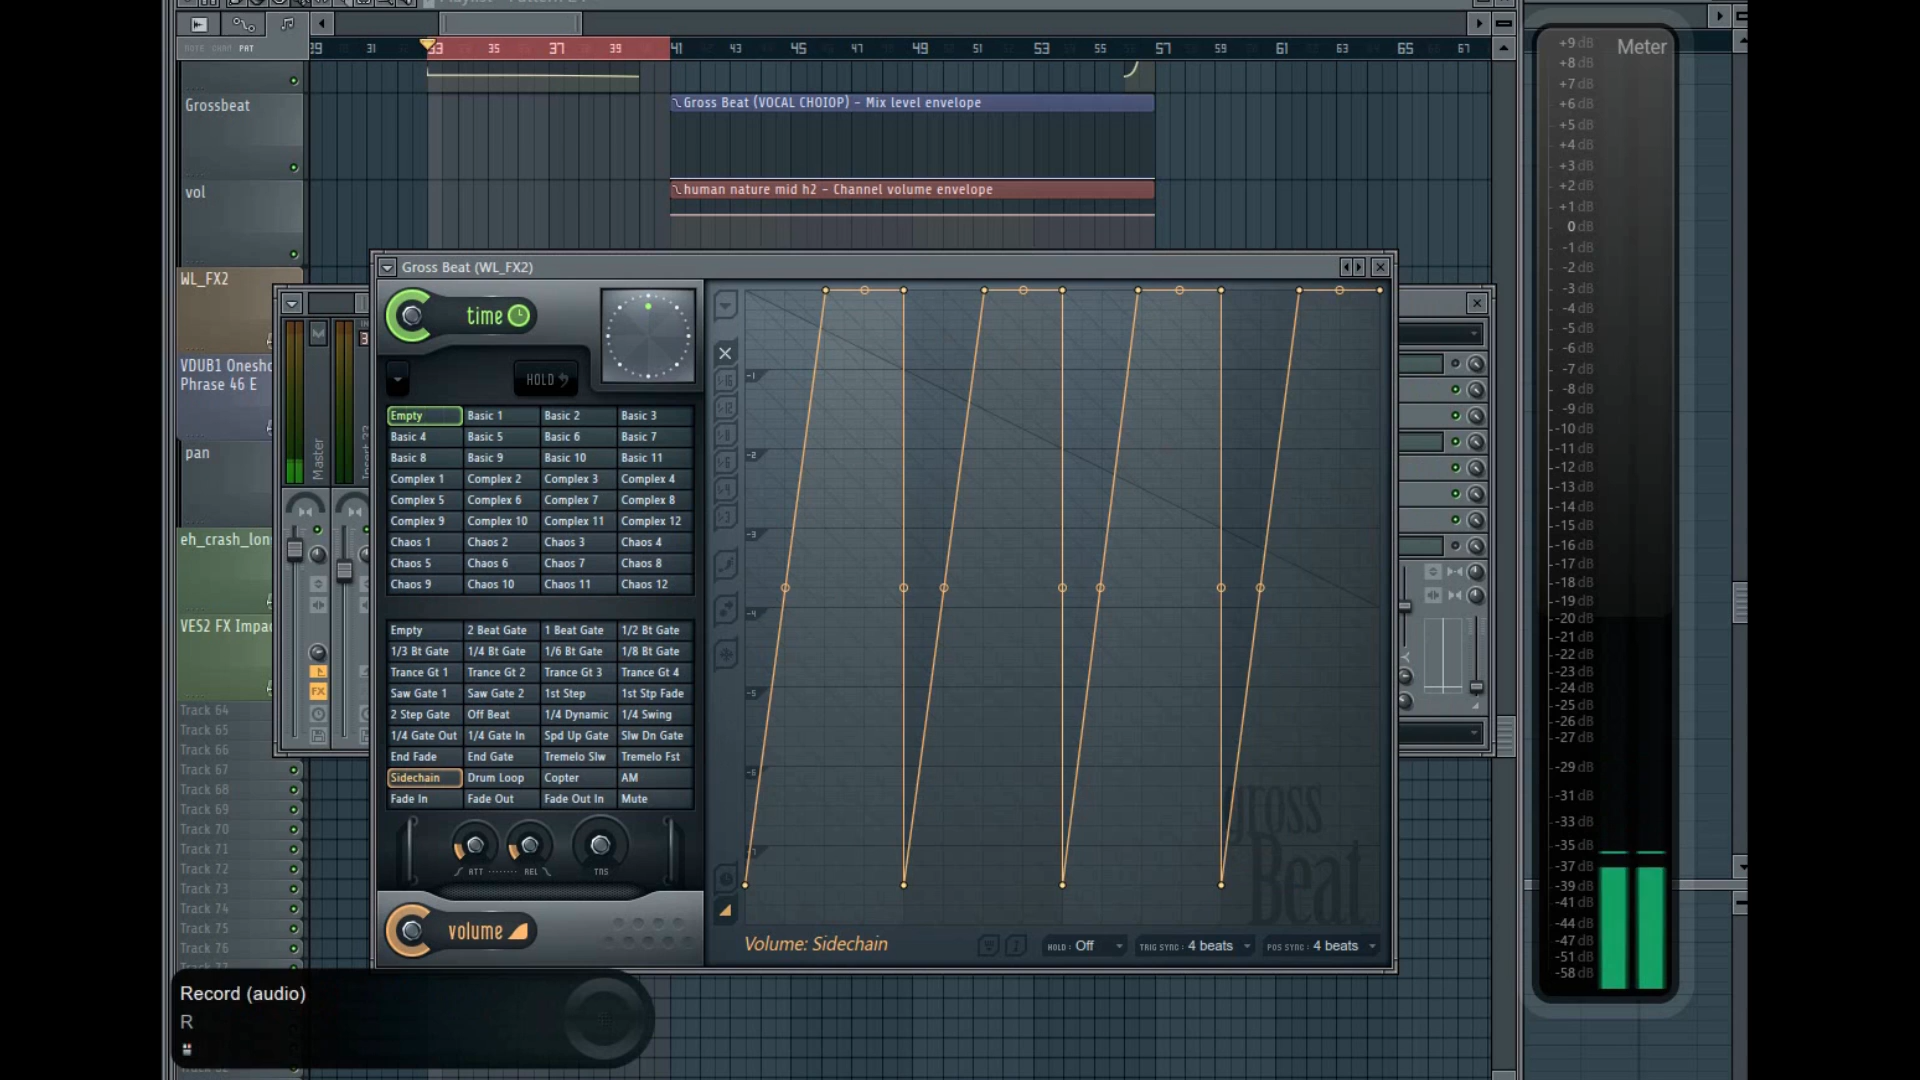 NOTE CHAN PAT
29 31 33 35 37 39 41 43 45 47 49 51 53 55 57 59 61 63 65 67
Grossbeat
Gross Beat (VOCAL CHOIOP) - Mix level envelope
vol
human nature mid h2 - Channel volume envelope
WL_FX2
VDUB1 Onesho
Phrase 46 E
pan
eh_crash_lon
VES2 FX Impac
Track 64
Track 65
Track 66
Track 67
Track 68
Track 69
Track 70
Track 71
Track 72
Track 73
Track 74
Track 75
Track 76
Master
FX
Gross Beat (WL_FX2)
time
HOLD
Empty Basic 1 Basic 2 Basic 3
Basic 4 Basic 5 Basic 6 Basic 7
Basic 8 Basic 9 Basic 10 Basic 11
Complex 1 Complex 2 Complex 3 Complex 4
Complex 5 Complex 6 Complex 7 Complex 8
Complex 9 Complex 10 Complex 11 Complex 12
Chaos 1 Chaos 2 Chaos 3 Chaos 4
Chaos 5 Chaos 6 Chaos 7 Chaos 8
Chaos 9 Chaos 10 Chaos 11 Chaos 12
Empty 2 Beat Gate 1 Beat Gate 1/2 Bt Gate
1/3 Bt Gate 1/4 Bt Gate 1/6 Bt Gate 1/8 Bt Gate
Trance Gt 1 Trance Gt 2 Trance Gt 3 Trance Gt 4
Saw Gate 1 Saw Gate 2 1st Step 1st Stp Fade
2 Step Gate Off Beat 1/4 Dynamic 1/4 Swing
1/4 Gate Out 1/4 Gate In Spd Up Gate Slw Dn Gate
End Fade End Gate Tremelo Slw Tremelo Fst
Sidechain Drum Loop Copter AM
Fade In Fade Out Fade Out In Mute
ATT REL TNS
volume
-1
-2
-3
-4
-5
-6
-7
gross
Beat
Volume: Sidechain
HOLD: Off
TRIG SYNC: 4 beats
POS SYNC: 4 beats
Record (audio)
R
Meter
+9 dB
+8 dB
+7 dB
+6 dB
+5 dB
+4 dB
+3 dB
+2 dB
+1 dB
0 dB
-1 dB
-2 dB
-3 dB
-4 dB
-5 dB
-6 dB
-7 dB
-8 dB
-9 dB
-10 dB
-11 dB
-12 dB
-13 dB
-14 dB
-15 dB
-16 dB
-17 dB
-18 dB
-19 dB
-20 dB
-21 dB
-22 dB
-23 dB
-24 dB
-25 dB
-26 dB
-27 dB
-29 dB
-31 dB
-33 dB
-35 dB
-37 dB
-39 dB
-41 dB
-44 dB
-47 dB
-51 dB
-58 dB